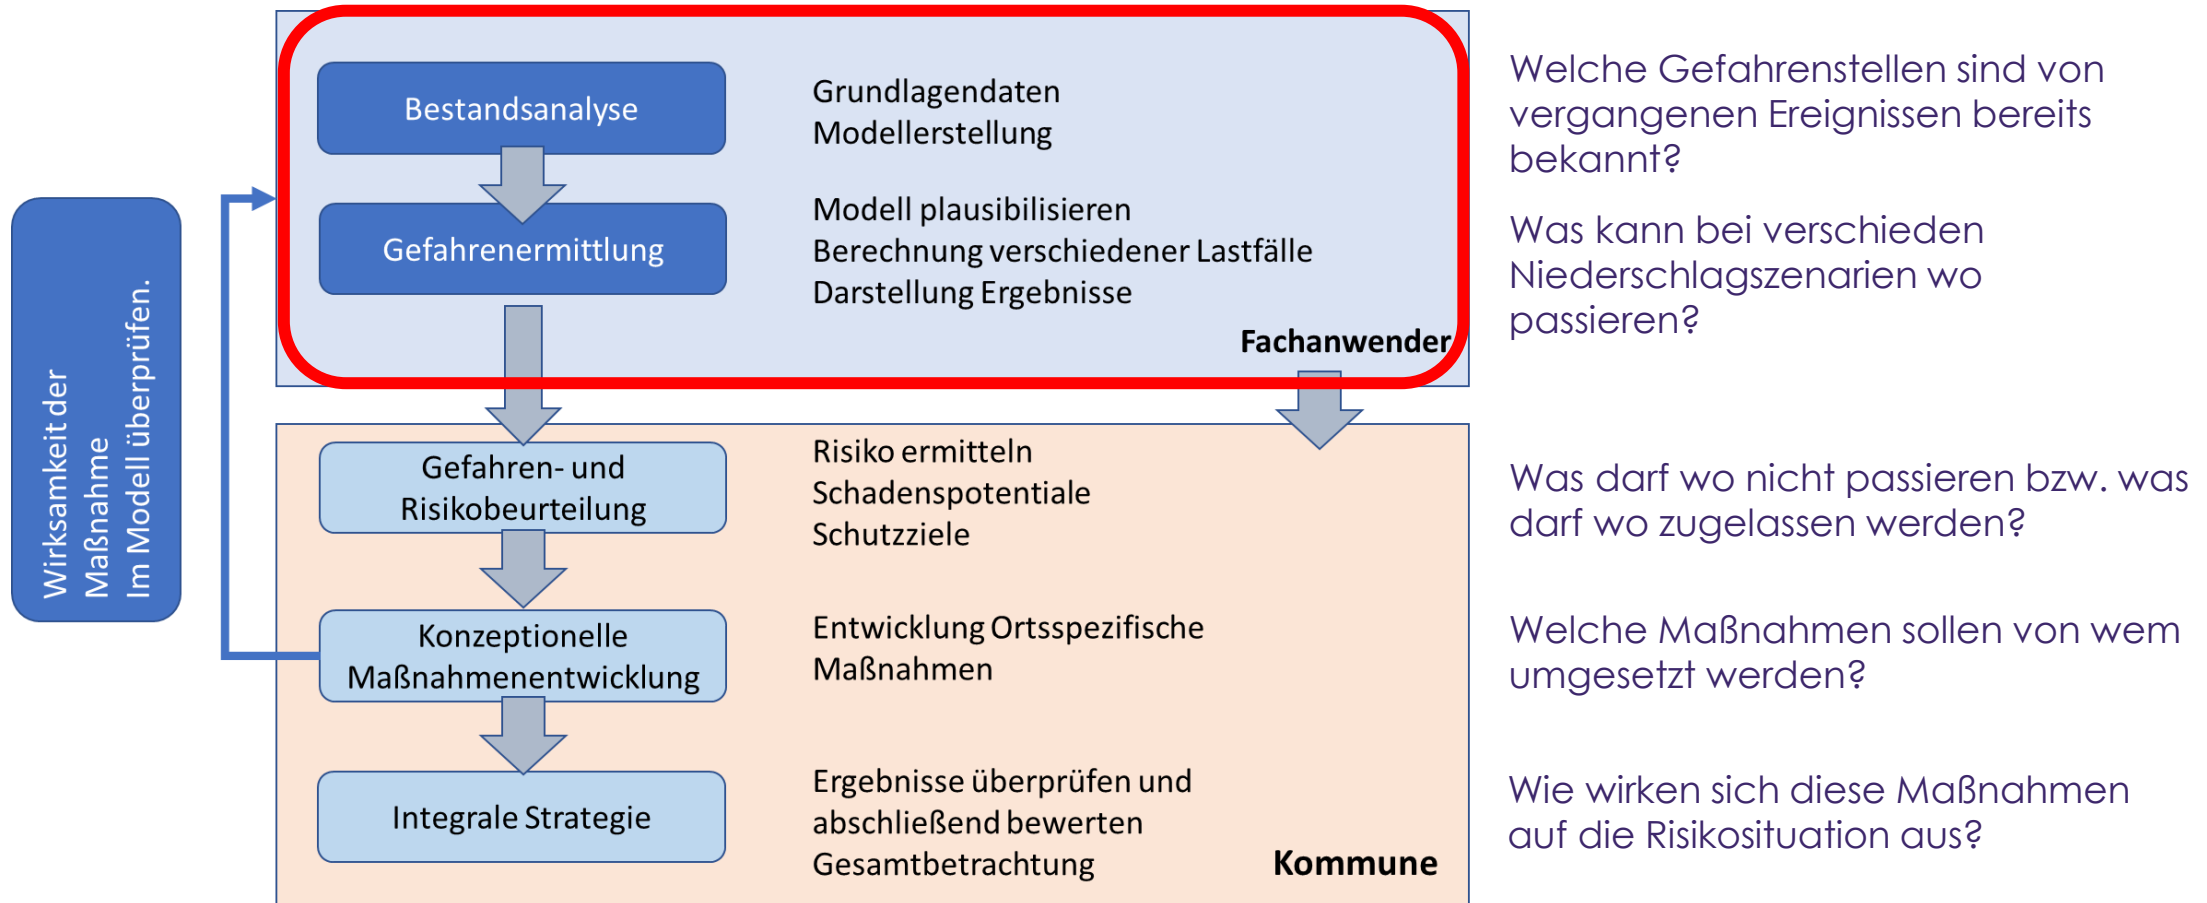 Wirksamkeit der
Maßnahme
Im Modell überprüfen.
Bestandsanalyse
Grundlagendaten
Modellerstellung
Welche Gefahrenstellen sind von
vergangenen Ereignissen bereits
bekannt?
Gefahrenermittlung
Modell plausibilisieren
Berechnung verschiedener Lastfälle
Darstellung Ergebnisse
Fachanwender
Was kann bei verschieden
Niederschlagszenarien wo
passieren?
Gefahren- und
Risikobeurteilung
Risiko ermitteln
Schadenspotentiale
Schutzziele
Was darf wo nicht passieren bzw. was
darf wo zugelassen werden?
Konzeptionelle
Maßnahmenentwicklung
Entwicklung Ortsspezifische
Maßnahmen
Welche Maßnahmen sollen von wem
umgesetzt werden?
Integrale Strategie
Ergebnisse überprüfen und
abschließend bewerten
Gesamtbetrachtung
Kommune
Wie wirken sich diese Maßnahmen
auf die Risikosituation aus?